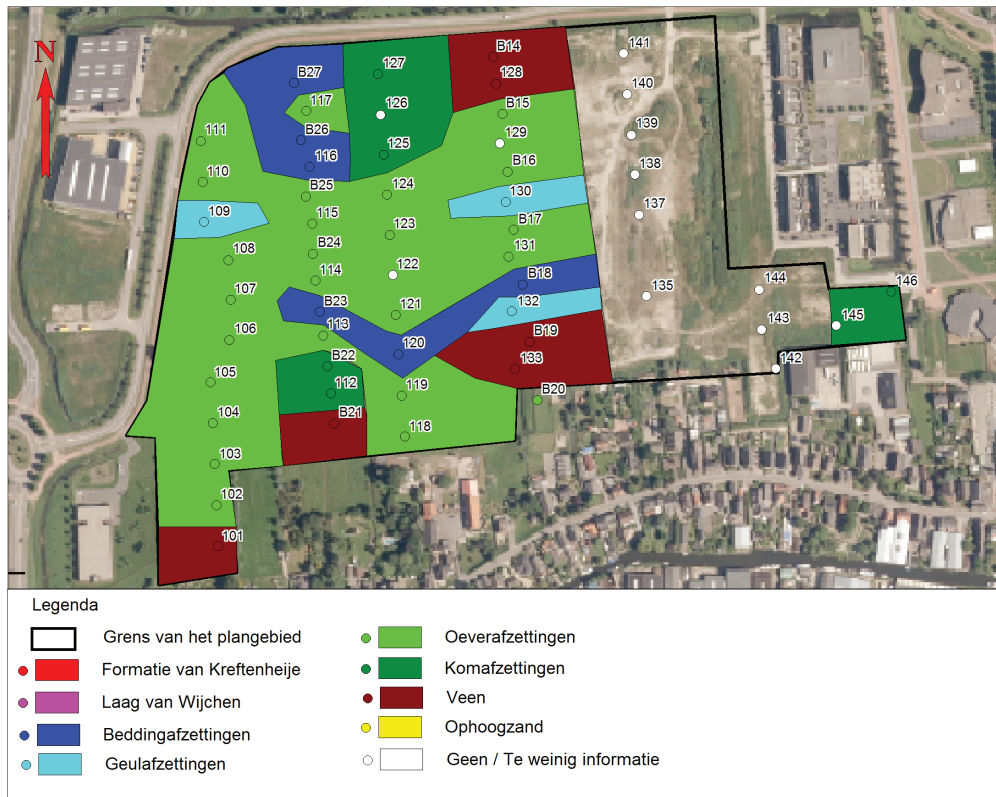 N
B14
141
B27
127
128
140
117
126
B15
111
B26
129
139
116
125
B16
138
110
B25
124
130
137
109
115
123
B17
108
B24
131
114
122
B18
144
146
107
B23
121
132
135
145
106
113
120
B19
143
105
B22
133
142
112
119
B20
104
B21
118
103
102
101
Legenda
Grens van het plangebied
Formatie van Kreftenheije
Laag van Wijchen
Beddingafzettingen
Geulafzettingen
Oeverafzettingen
Komafzettingen
Veen
Ophoogzand
Geen / Te weinig informatie